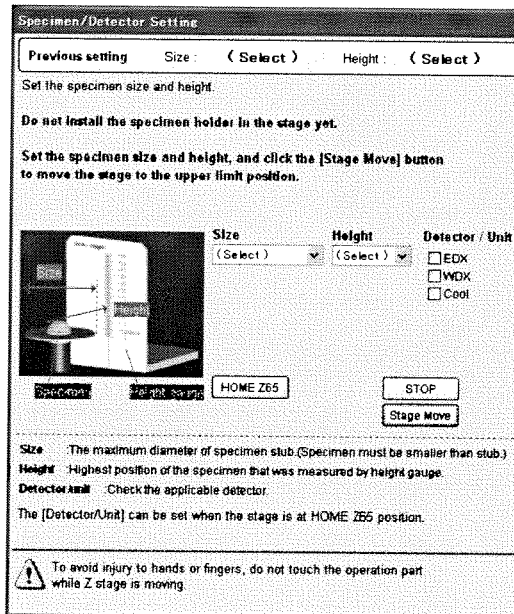 Specimen/Detector Setting
Previous setting Size : ( Select ) Height : ( Select )
Set the specimen size and height.
Do not install the specimen holder in the stage yet.
Set the specimen size and height, and click the [Stage Move] button
to move the stage to the upper limit position.
Size Height Detector / Unit
( Select ) ( Select ) EDX
WDX
Cool
Size
Height
Specimen Height gauge HOME Z65 STOP
Stage Move
Size :The maximum diameter of specimen stub.(Specimen must be smaller than stub.)
Height :Highest position of the specimen that was measured by height gauge.
Detector/unit :Check the applicable detector.
The [Detector/Unit] can be set when the stage is at HOME Z65 position.
To avoid injury to hands or fingers, do not touch the operation part
while Z stage is moving.